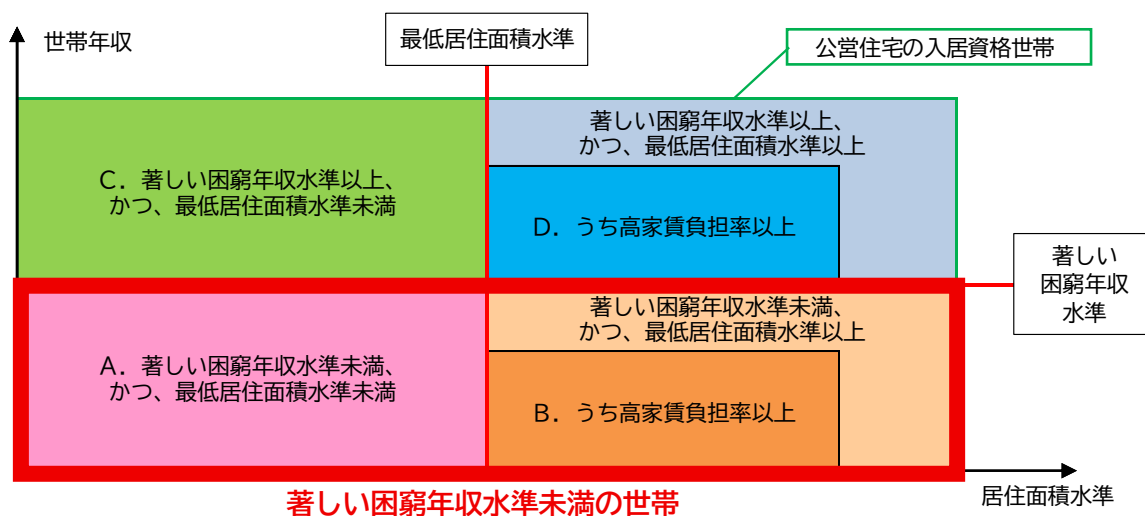 世帯年収
最低居住面積水準
公営住宅の入居資格世帯
著しい困窮年収水準以上、
かつ、最低居住面積水準以上
C．著しい困窮年収水準以上、
かつ、最低居住面積水準未満
D．うち高家賃負担率以上
著しい
困窮年収
水準
著しい困窮年収水準未満、
かつ、最低居住面積水準以上
A．著しい困窮年収水準未満、
かつ、最低居住面積水準未満
B．うち高家賃負担率以上
著しい困窮年収水準未満の世帯
居住面積水準